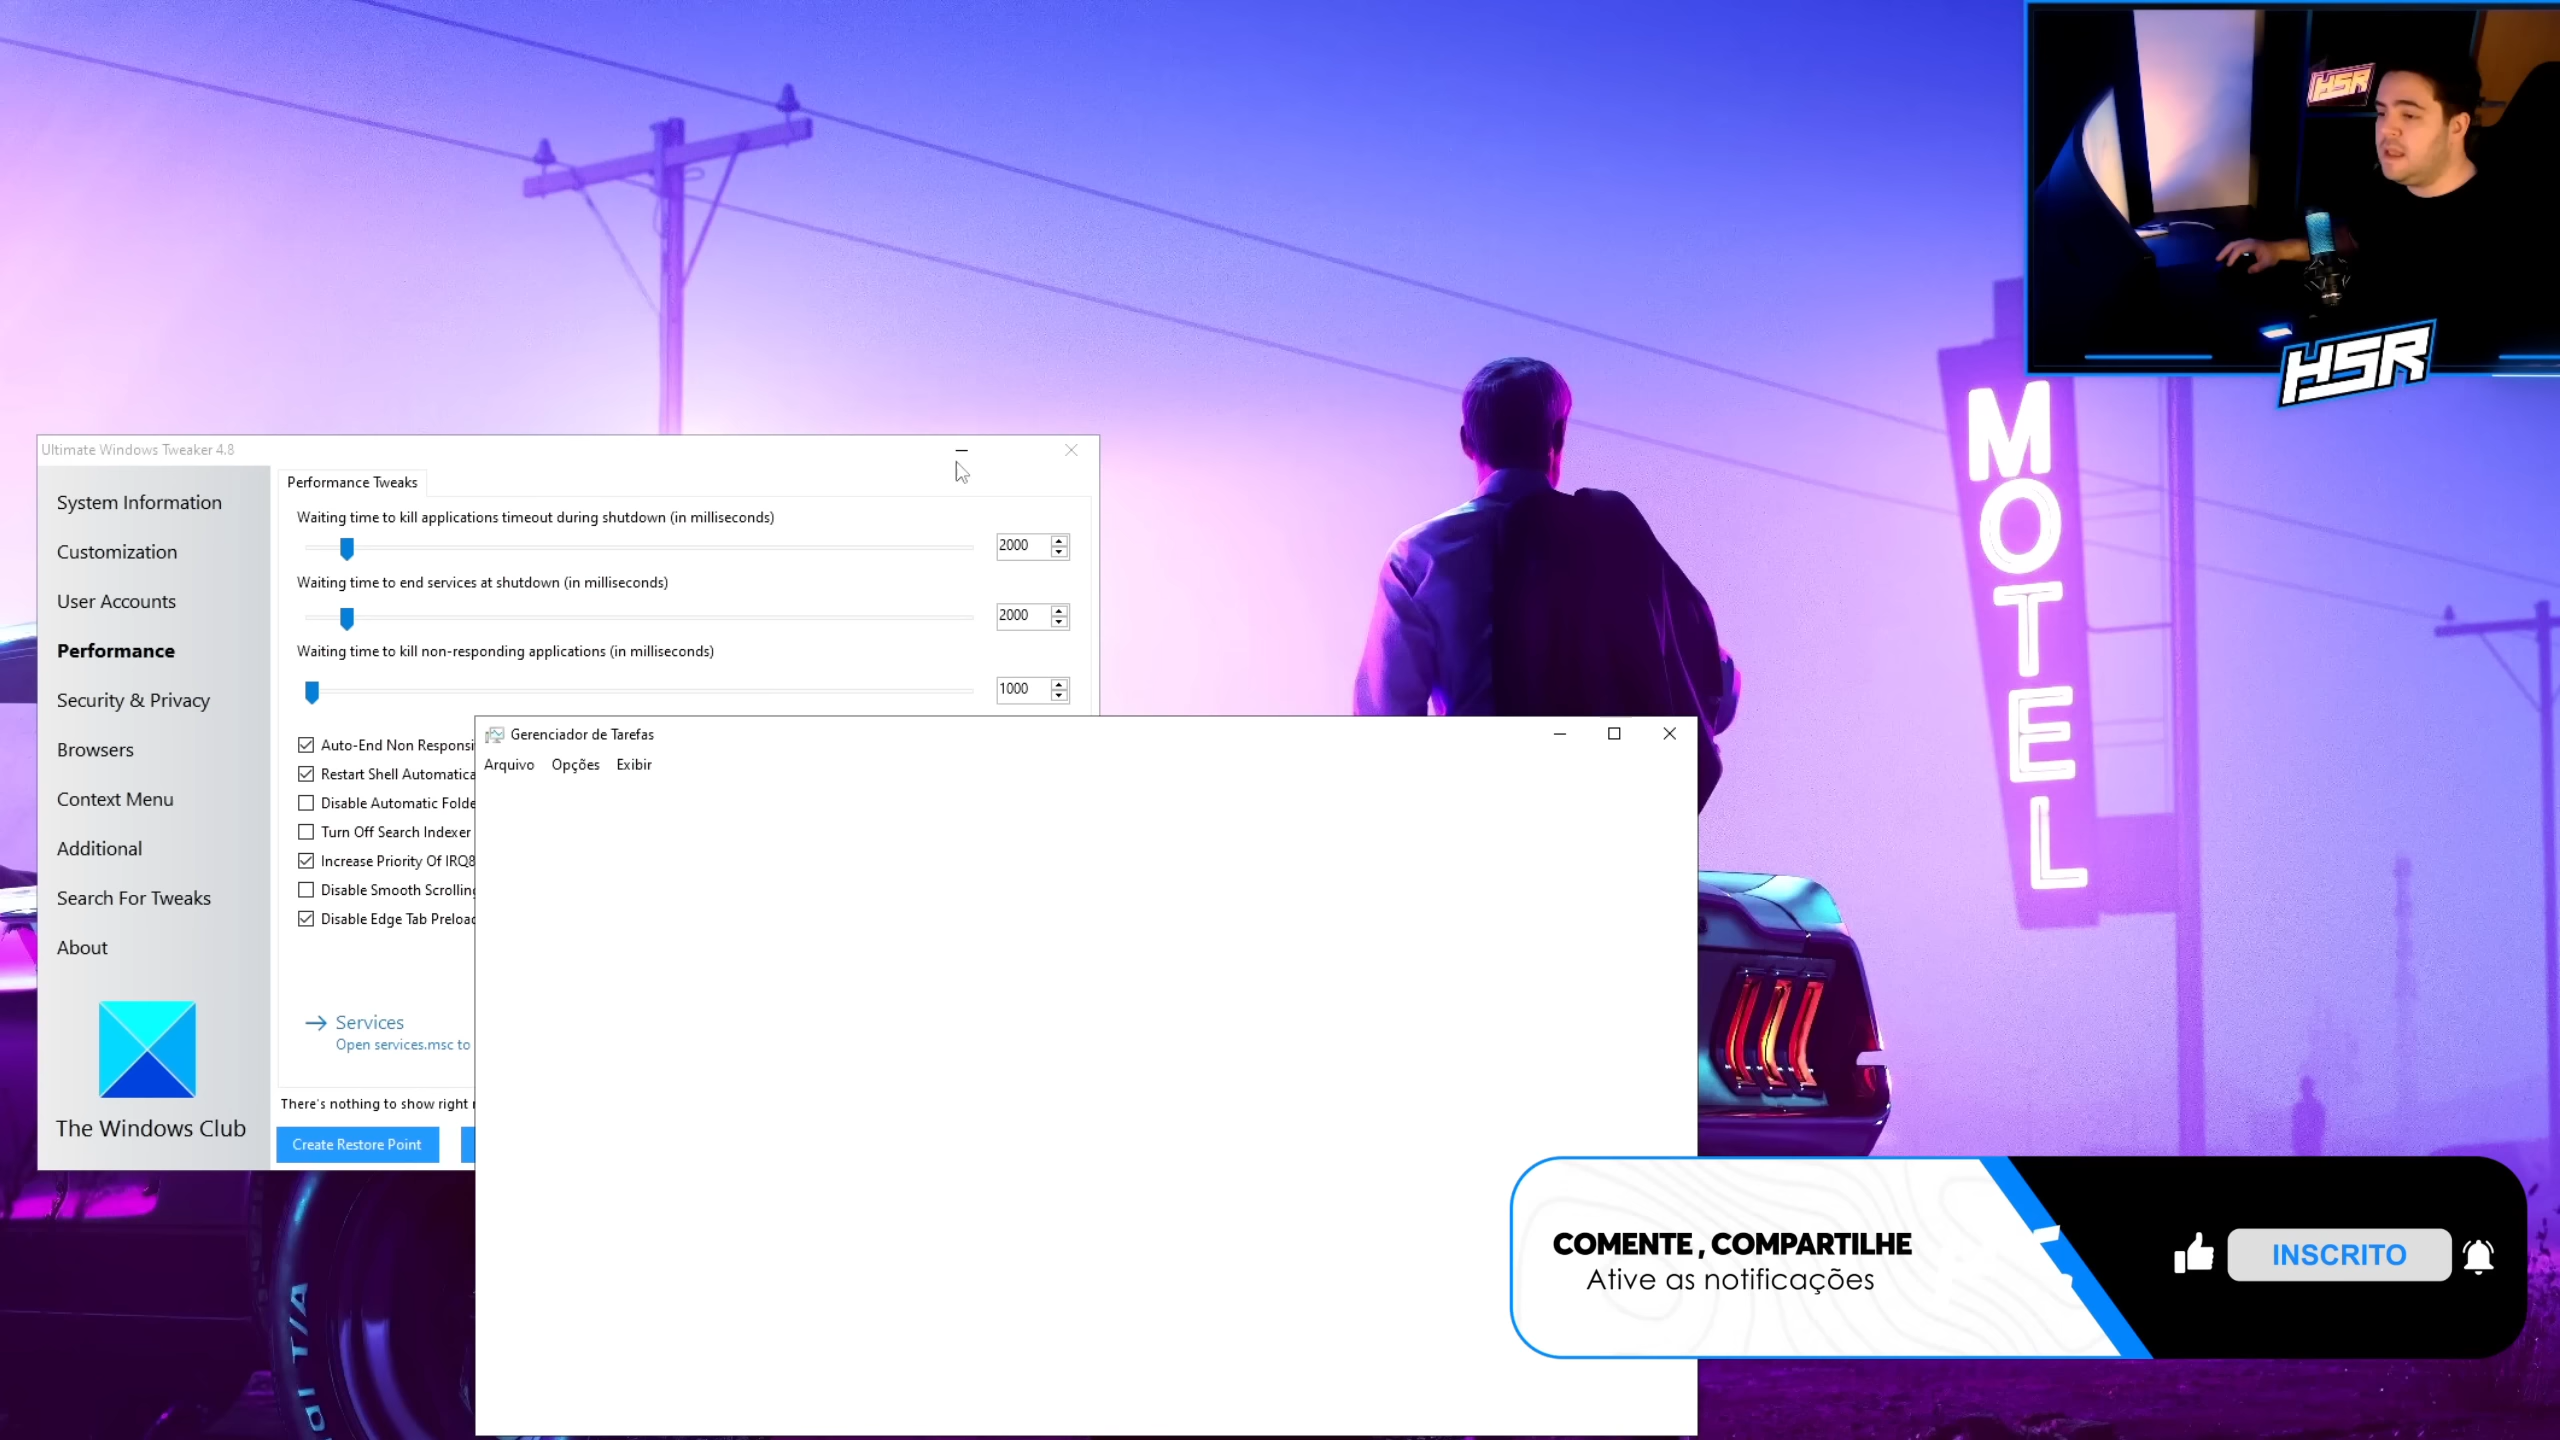 HSR
HSR
MOTEL
Ultimate Windows Tweaker 4.8
System Information
Customization
User Accounts
Performance
Security & Privacy
Browsers
Context Menu
Additional
Search For Tweaks
About
The Windows Club
Performance Tweaks
Waiting time to kill applications timeout during shutdown (in milliseconds)
2000
Waiting time to end services at shutdown (in milliseconds)
2000
Waiting time to kill non-responding applications (in milliseconds)
1000
Auto-End Non Responsi
Restart Shell Automatica
Disable Automatic Folde
Turn Off Search Indexer
Increase Priority Of IRQ8
Disable Smooth Scrolling
Disable Edge Tab Preload
Services
Open services.msc to
There's nothing to show right
Create Restore Point
Gerenciador de Tarefas
Arquivo Opções Exibir
COMENTE, COMPARTILHE
Ative as notificações
INSCRITO